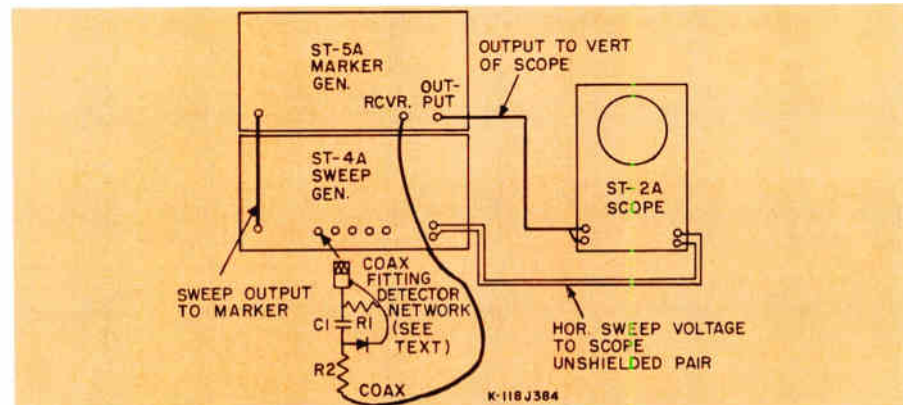 ST-5A
MARKER
GEN.
RCVR.
OUT-
PUT
OUTPUT TO VERT
OF SCOPE
ST-4A
SWEEP
GEN.
ST-2A
SCOPE
SWEEP OUTPUT
TO MARKER
COAX
FITTING
DETECTOR
NETWORK
(SEE
TEXT)
C1
R1
R2
COAX
HOR. SWEEP VOLTAGE
TO SCOPE
UNSHIELDED PAIR
K-118J384